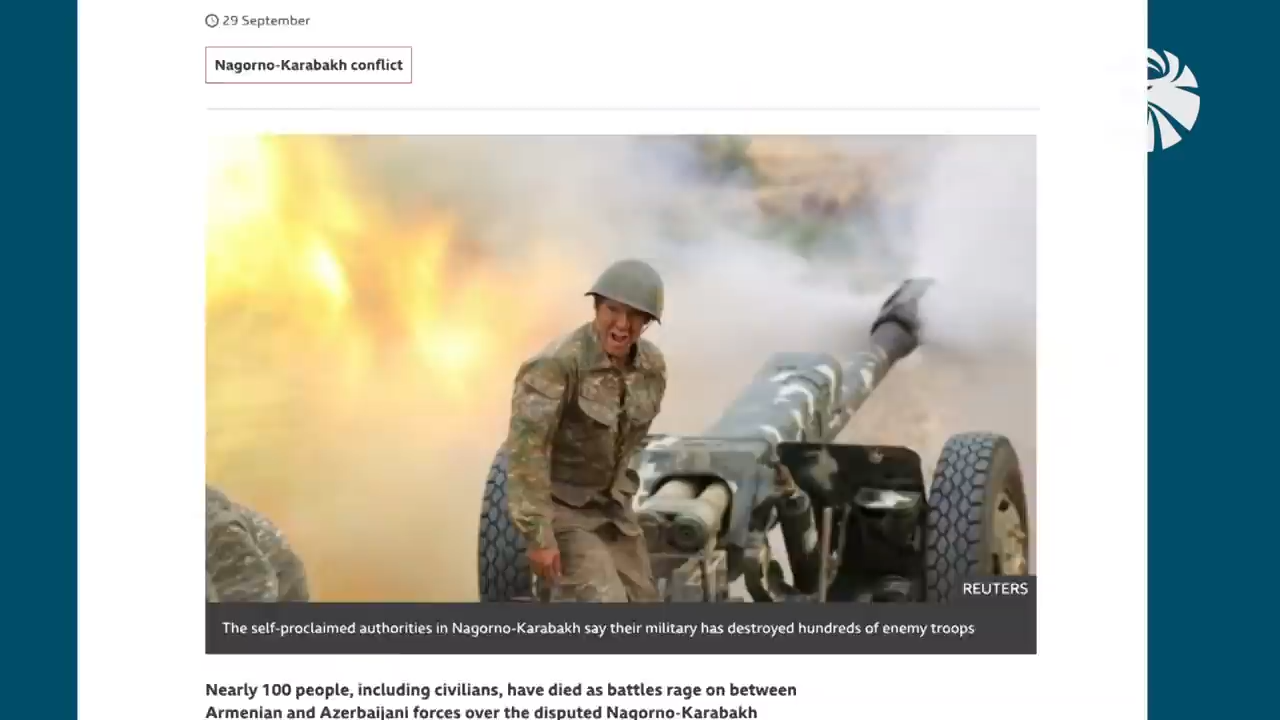 29 September
Nagorno-Karabakh conflict
REUTERS
The self-proclaimed authorities in Nagorno-Karabakh say their military has destroyed hundreds of enemy troops
Nearly 100 people, including civilians, have died as battles rage on between
Armenian and Azerbaijani forces over the disputed Nagorno-Karabakh